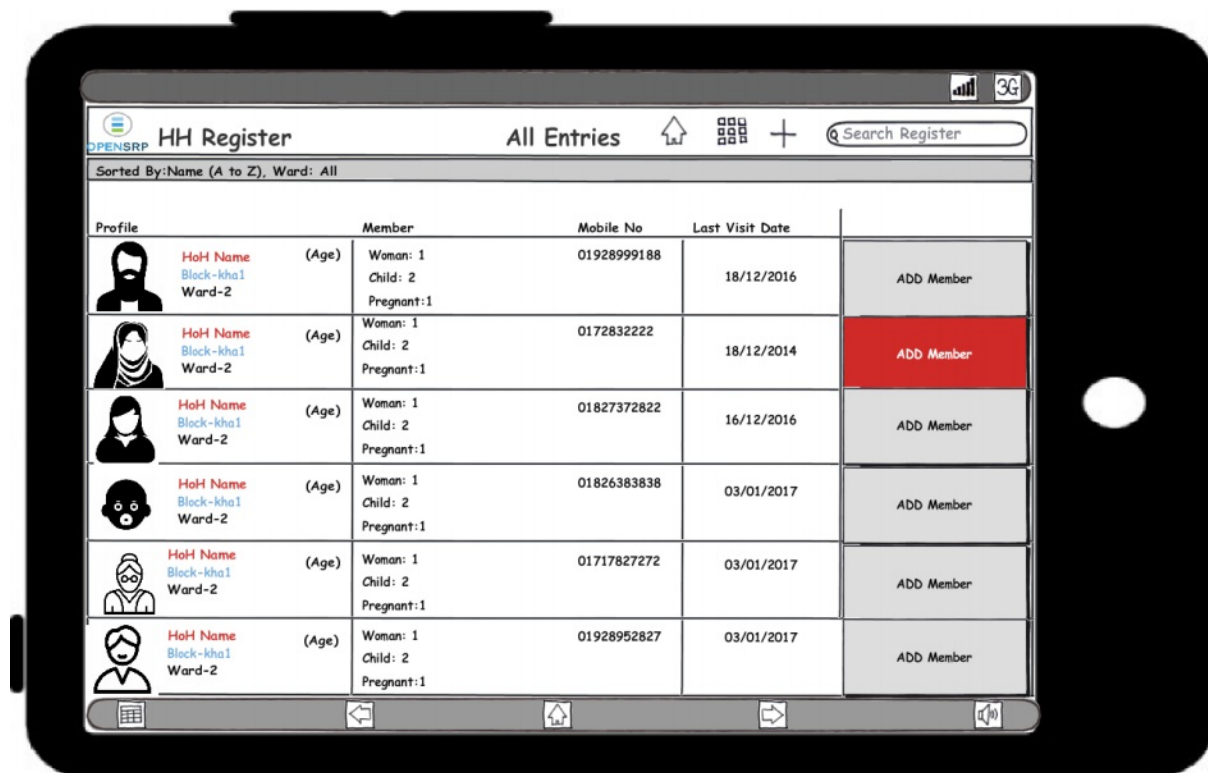 3G
OPENSRP HH Register All Entries Search Register
Sorted By:Name (A to Z), Ward: All
Profile Member Mobile No Last Visit Date
HoH Name (Age) Woman: 1 01928999188
Block-kha1 Child: 2 18/12/2016 ADD Member
Ward-2 Pregnant:1
HoH Name (Age) Woman: 1 0172832222
Block-kha1 Child: 2 18/12/2014 ADD Member
Ward-2 Pregnant:1
HoH Name (Age) Woman: 1 01827372822
Block-kha1 Child: 2 16/12/2016 ADD Member
Ward-2 Pregnant:1
HoH Name (Age) Woman: 1 01826383838
Block-kha1 Child: 2 03/01/2017 ADD Member
Ward-2 Pregnant:1
HoH Name (Age) Woman: 1 01717827272 03/01/2017
Block-kha1 Child: 2 ADD Member
Ward-2 Pregnant:1
HoH Name (Age) Woman: 1 01928952827 03/01/2017
Block-kha1 Child: 2 ADD Member
Ward-2 Pregnant:1